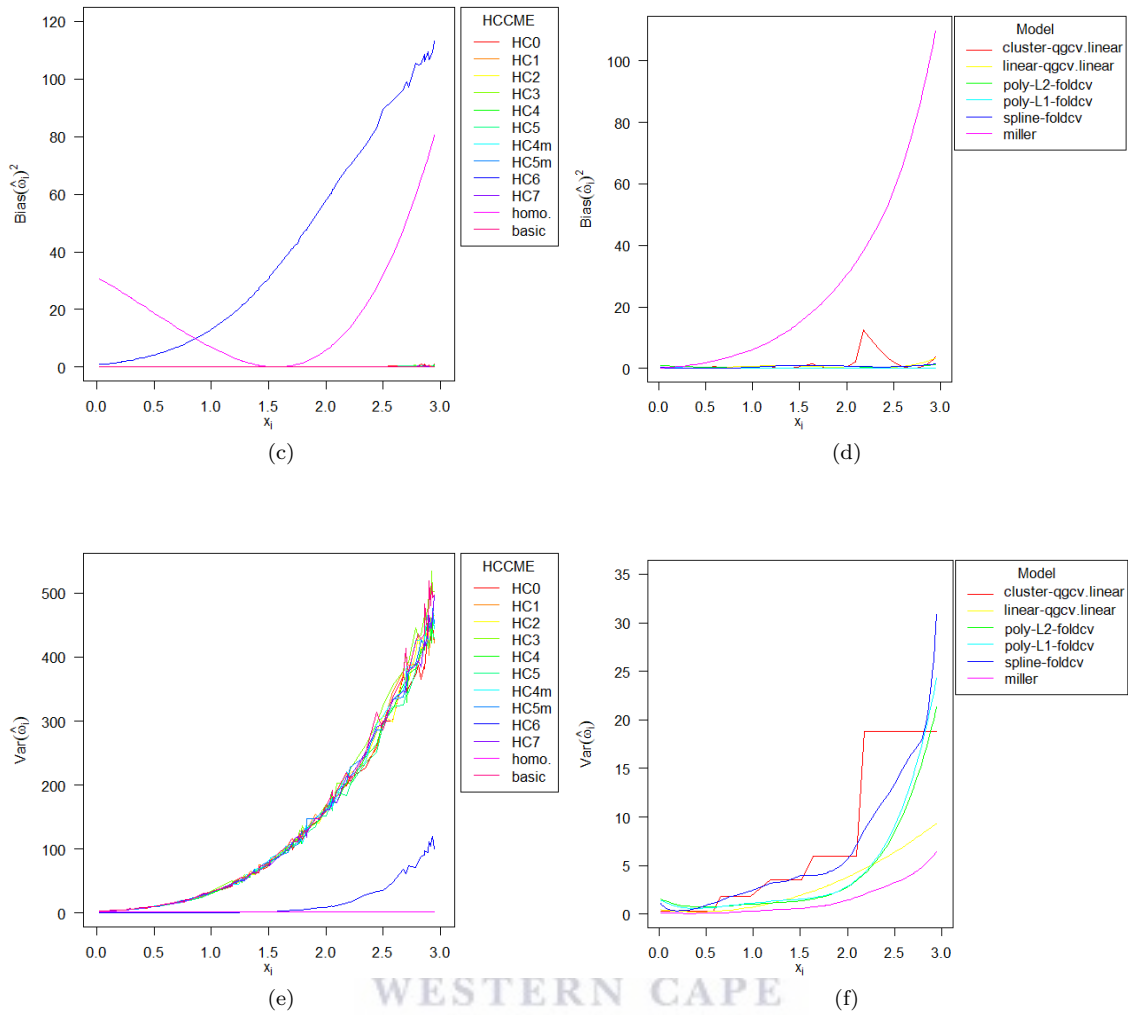 120
100
80
60
40
20
0
Bias(ω̂ᵢ)²
0.0 0.5 1.0 1.5 2.0 2.5 3.0
xᵢ
HCCME
HC0
HC1
HC2
HC3
HC4
HC5
HC4m
HC5m
HC6
HC7
homo.
basic
(c)
100
80
60
40
20
0
Bias(ω̂ᵢ)²
0.0 0.5 1.0 1.5 2.0 2.5 3.0
xᵢ
Model
cluster-qgcv.linear
linear-qgcv.linear
poly-L2-foldcv
poly-L1-foldcv
spline-foldcv
miller
(d)
500
400
300
200
100
0
Var(ω̂ᵢ)
0.0 0.5 1.0 1.5 2.0 2.5 3.0
xᵢ
HCCME
HC0
HC1
HC2
HC3
HC4
HC5
HC4m
HC5m
HC6
HC7
homo.
basic
(e)
35
30
25
20
15
10
5
0
Var(ω̂ᵢ)
0.0 0.5 1.0 1.5 2.0 2.5 3.0
xᵢ
Model
cluster-qgcv.linear
linear-qgcv.linear
poly-L2-foldcv
poly-L1-foldcv
spline-foldcv
miller
(f)
WESTERN CAPE